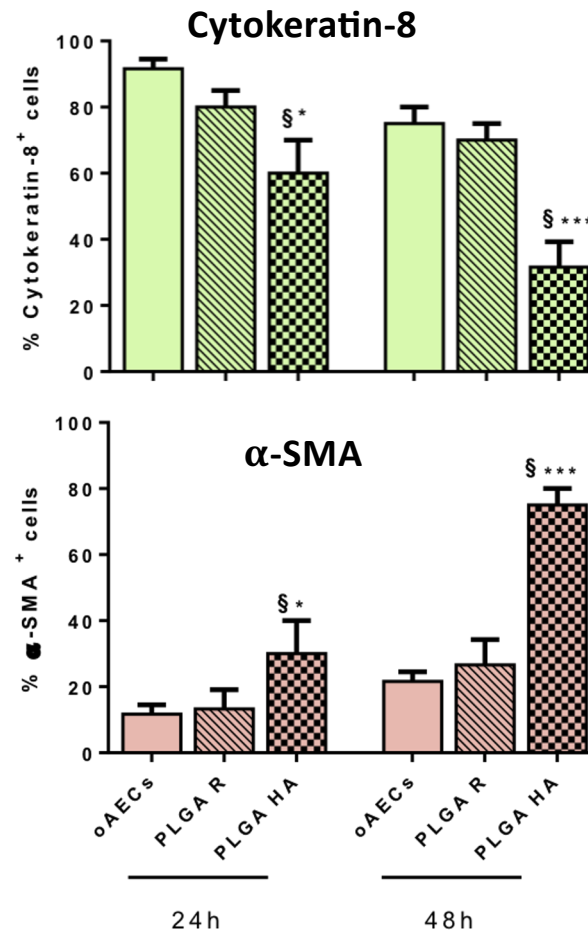 Cytokeratin-8
% Cytokeratin-8+ cells
100
80
60
40
20
0
§ *
§ ***
α-SMA
% α-SMA + cells
100
80
60
40
20
0
§ *
§ ***
oAECs
PLGA R
PLGA HA
oAECs
PLGA R
PLGA HA
24h
48h